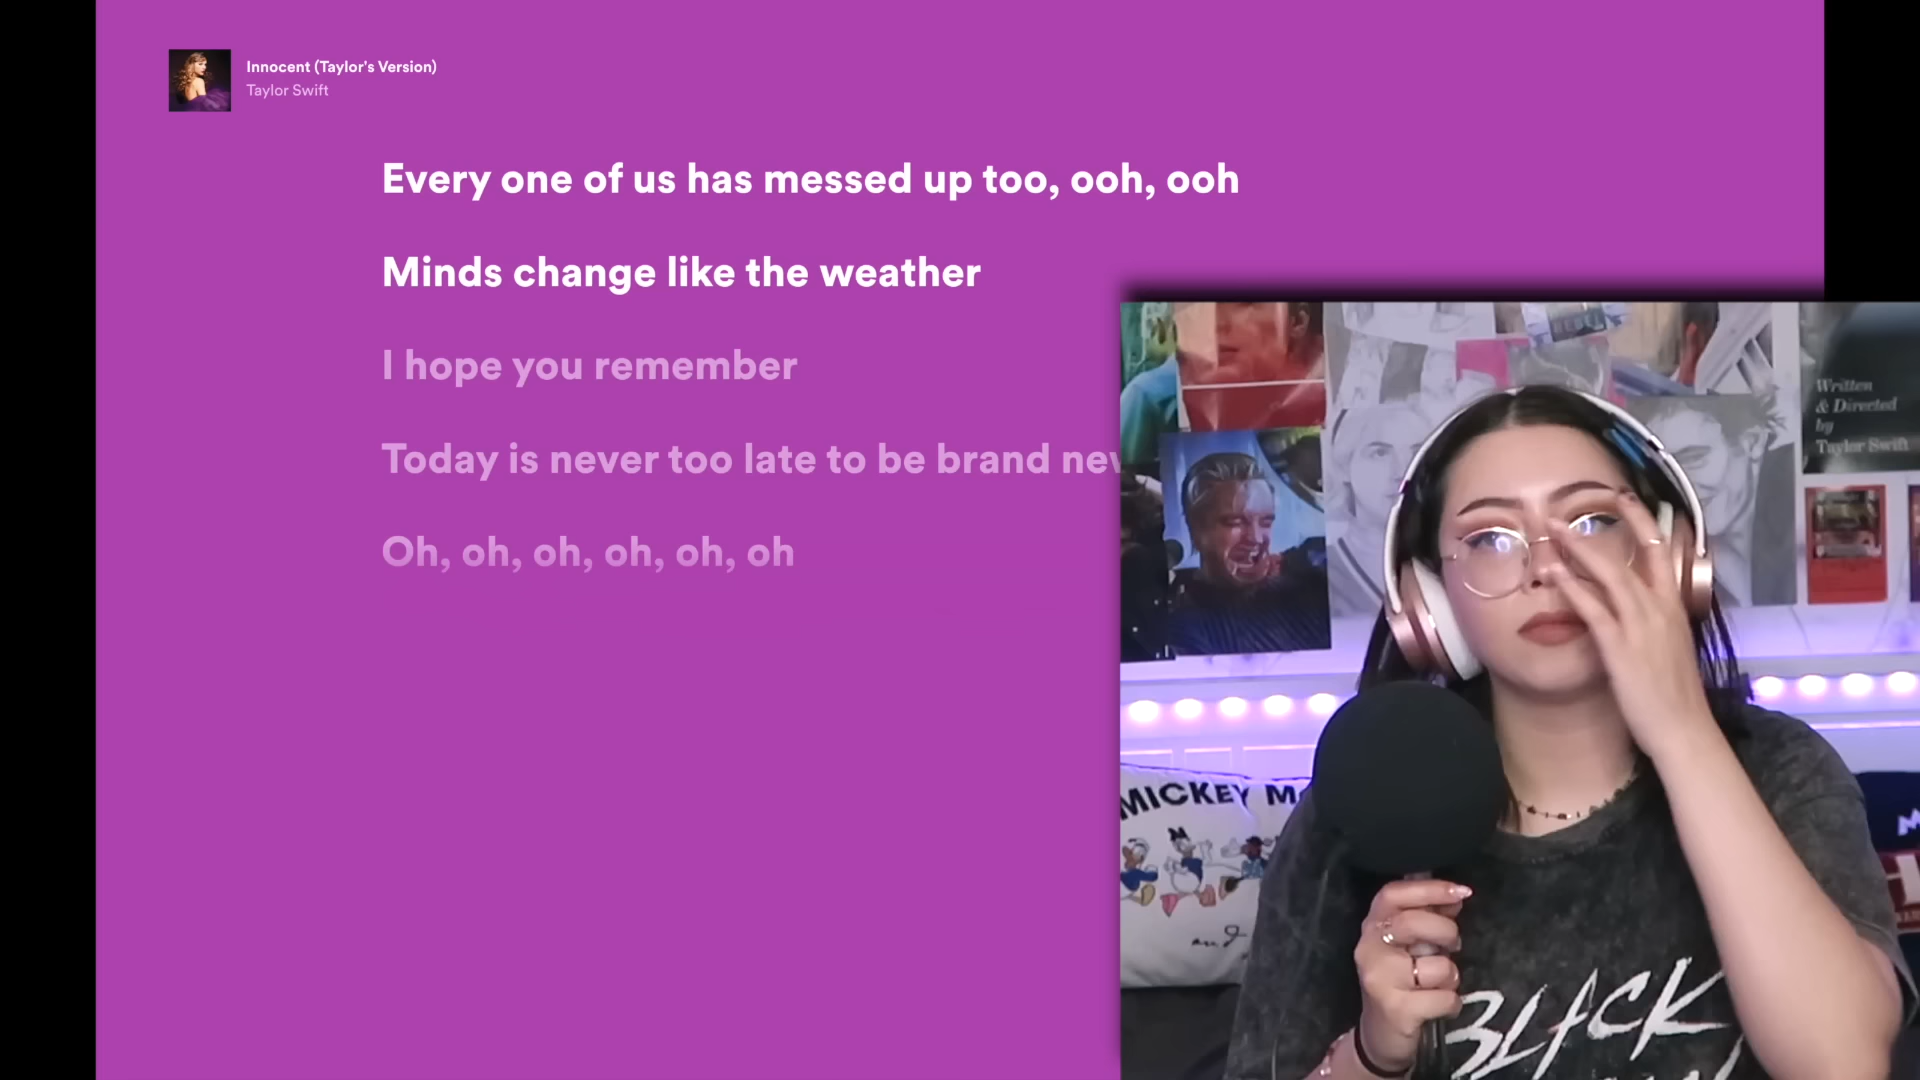 Innocent (Taylor's Version)
Taylor Swift
Every one of us has messed up too, ooh, ooh
Minds change like the weather
I hope you remember
Today is never too late to be brand
Oh, oh, oh, oh, oh, oh
Written
& Directed
by
Taylor Swift
MICKEY
and
BLACK